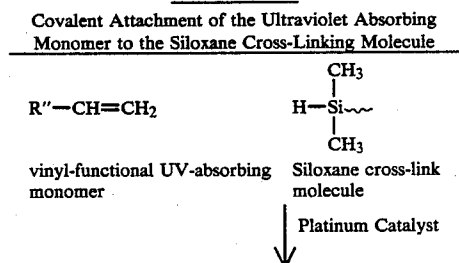 Covalent Attachment of the Ultraviolet Absorbing
Monomer to the Siloxane Cross-Linking Molecule
CH3
R″—CH=CH2
H—Si
CH3
vinyl-functional UV-absorbing
monomer
Siloxane cross-link
molecule
Platinum Catalyst